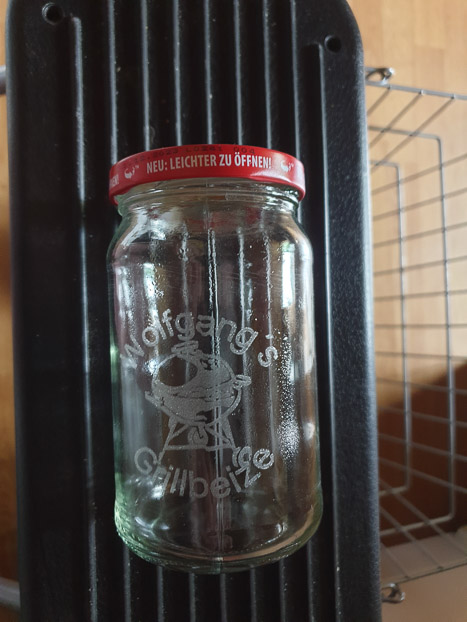 NEU: LEICHTER ZU ÖFFNEN!
Wolfgang's
Grillbeize